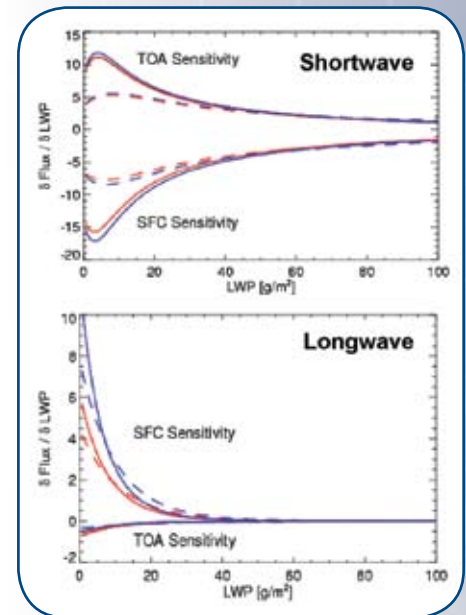 Shortwave
TOA Sensitivity
SFC Sensitivity
δ Flux / δ LWP
15
10
5
0
-5
-10
-15
-20
0 20 40 60 80 100
LWP [g/m²]
Longwave
SFC Sensitivity
TOA Sensitivity
δ Flux / δ LWP
10
8
6
4
2
0
-2
0 20 40 60 80 100
LWP [g/m²]